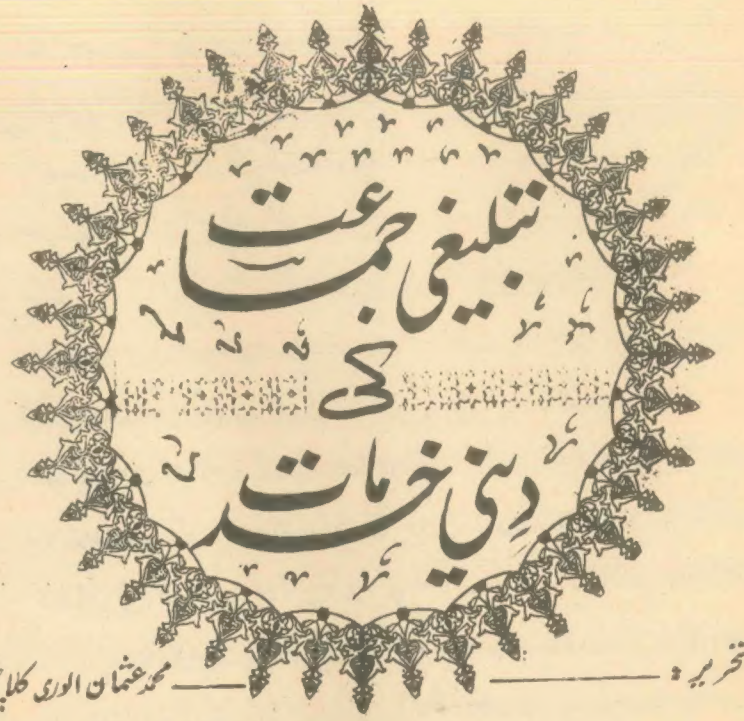 تبلیغی جماعت
کی
دینی خدمات
تحریر : محمد عثمان الوری